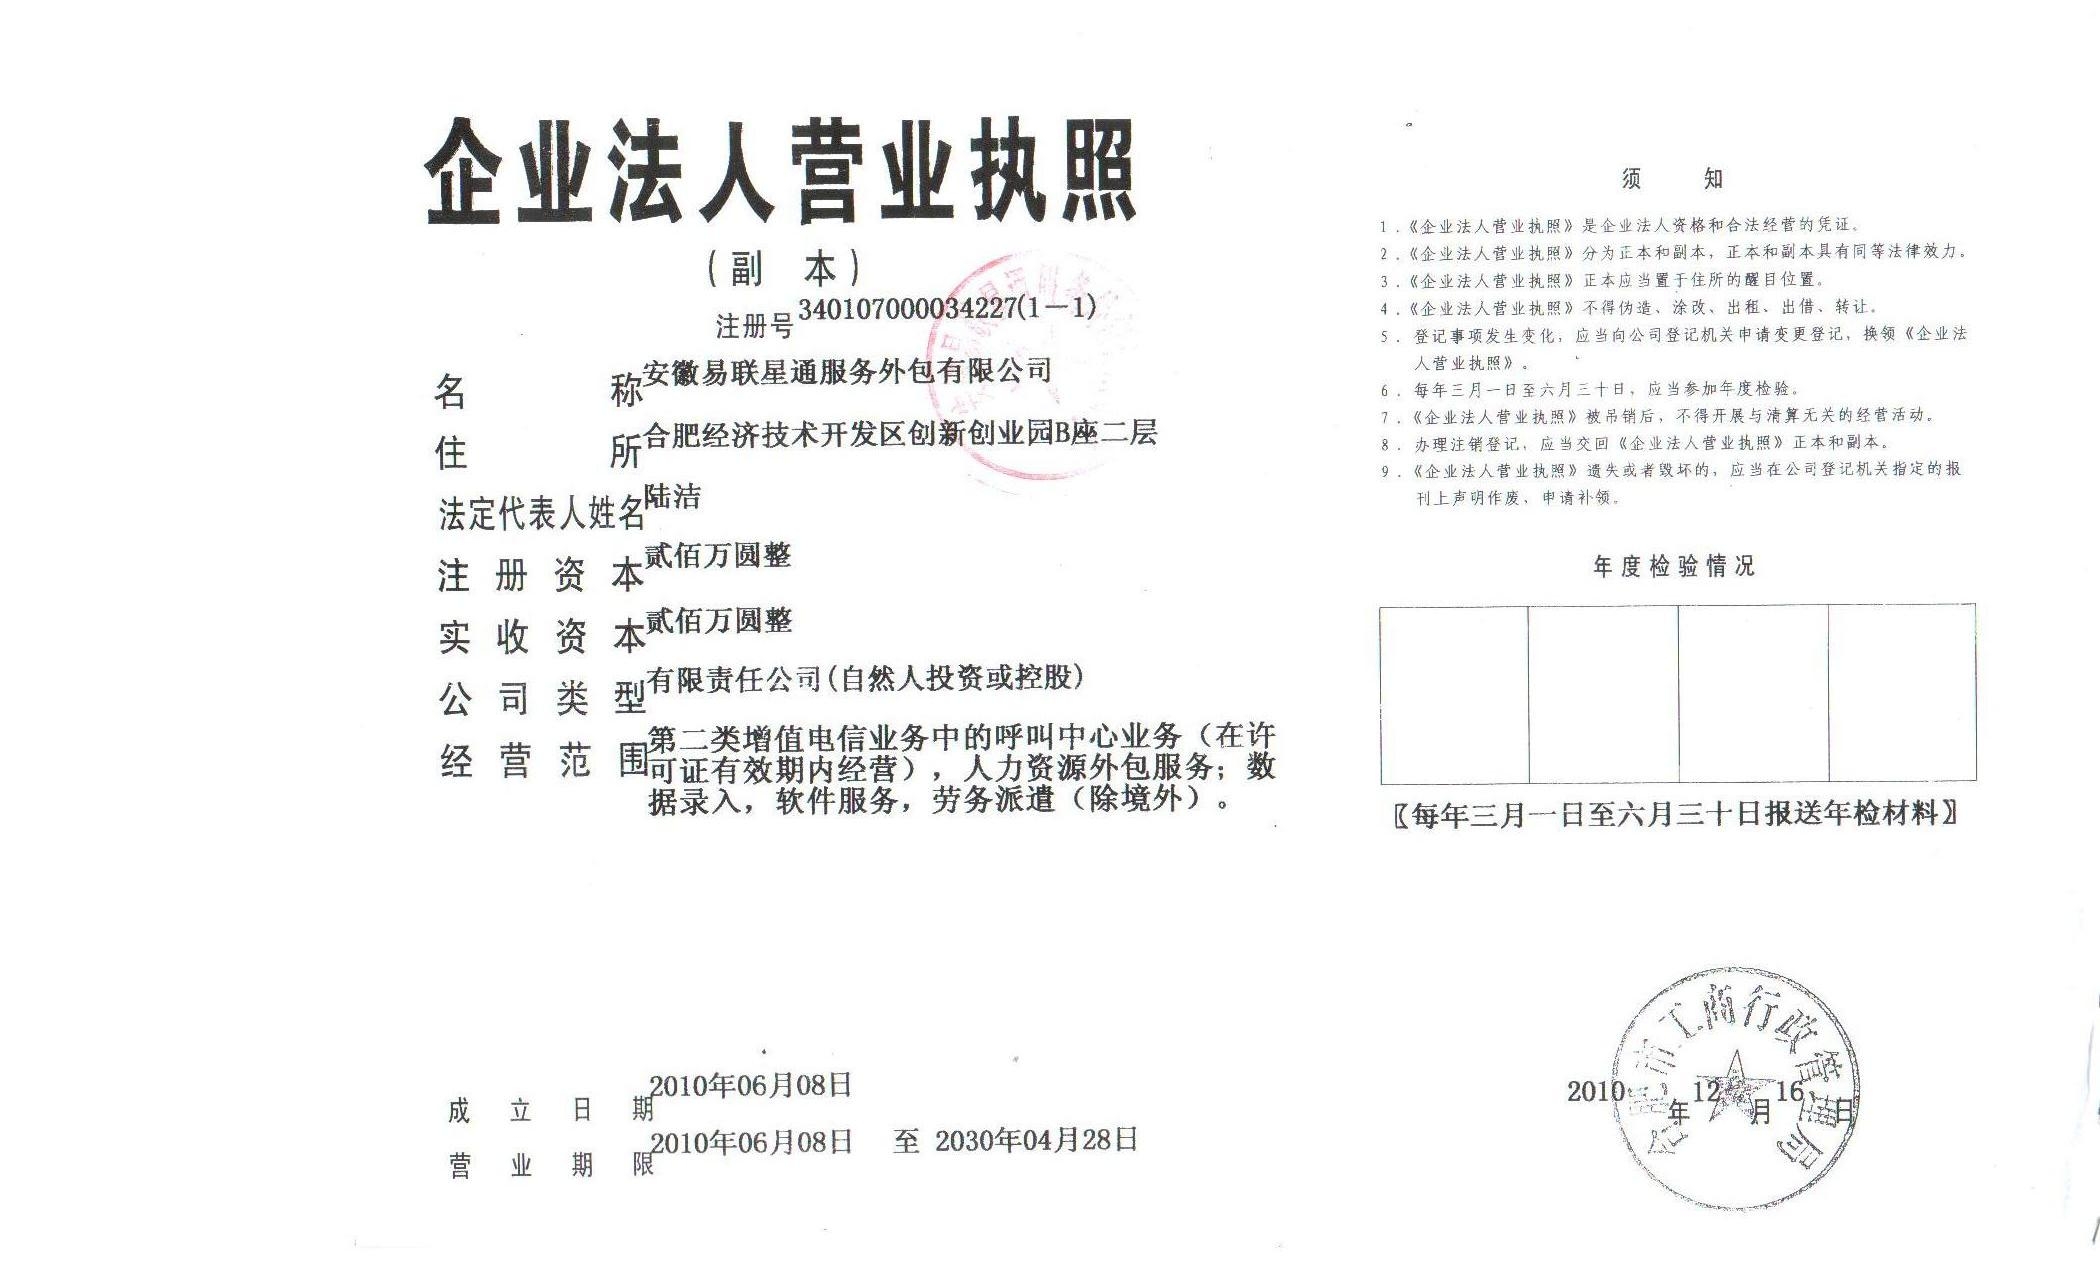 企业法人营业执照
（副 本）
注册号 340107000034227(1－1)
名 称 安徽易联星通服务外包有限公司
住 所 合肥经济技术开发区创新创业园B座二层
法定代表人姓名 陆洁
注 册 资 本 贰佰万圆整
实 收 资 本 贰佰万圆整
公 司 类 型 有限责任公司(自然人投资或控股)
经 营 范 围 第二类增值电信业务中的呼叫中心业务（在许
可证有效期内经营），人力资源外包服务；数
据录入，软件服务，劳务派遣（除境外）。
成 立 日 期 2010年06月08日
营 业 期 限 2010年06月08日 至 2030年04月28日
须 知
1．《企业法人营业执照》是企业法人资格和合法经营的凭证。
2．《企业法人营业执照》分为正本和副本，正本和副本具有同等法律效力。
3．《企业法人营业执照》正本应当置于住所的醒目位置。
4．《企业法人营业执照》不得伪造、涂改、出租、出借、转让。
5．登记事项发生变化，应当向公司登记机关申请变更登记，换领《企业法
人营业执照》。
6．每年三月一日至六月三十日，应当参加年度检验。
7．《企业法人营业执照》被吊销后，不得开展与清算无关的经营活动。
8．办理注销登记，应当交回《企业法人营业执照》正本和副本。
9．《企业法人营业执照》遗失或者毁坏的，应当在公司登记机关指定的报
刊上声明作废，申请补领。
年度检验情况
〖每年三月一日至六月三十日报送年检材料〗
合肥市工商行政管理局
2010 年 12 月 16 日